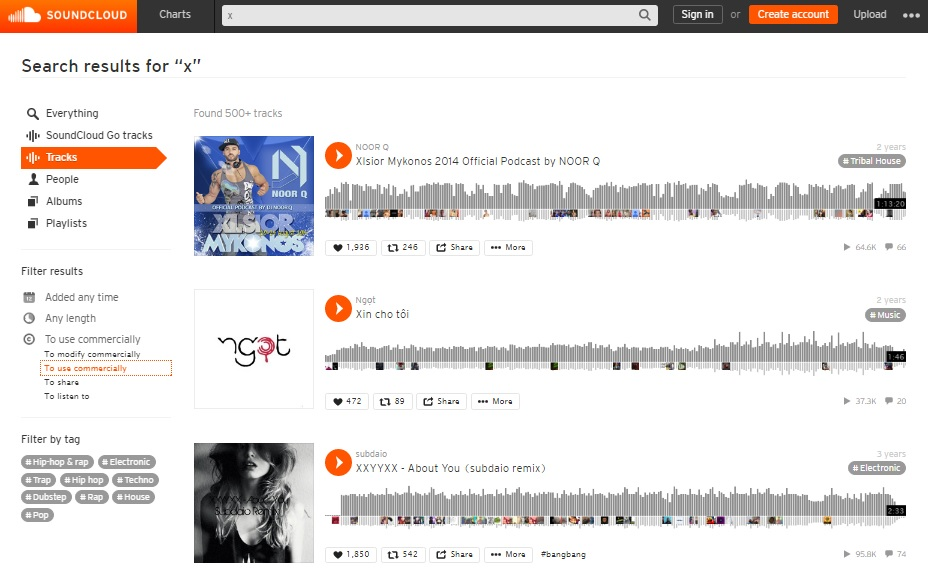 SOUNDCLOUD Charts x Sign in or Create account Upload
Search results for “x”
Everything
SoundCloud Go tracks
Tracks
People
Albums
Playlists
Filter results
Added any time
Any length
To use commercially
To modify commercially
To use commercially
To share
To listen to
Filter by tag
# Hip-hop & rap # Electronic
# Trap # Hip hop # Techno
# Dubstep # Rap # House
# Pop
Found 500+ tracks
N
NOOR Q
OFFICIAL PODCAST BY DJ NOOR Q
XLSIOR
MYKONOS
NOOR Q 2 years
Xlsior Mykonos 2014 Official Podcast by NOOR Q # Tribal House
1:13:20
1,936 246 Share More 64.6K 66
ngọt
Ngọt 2 years
Xin cho tôi # Music
1:46
472 89 Share More 37.3K 20
Subdaio Remix
subdaio 3 years
XXYYXX - About You (subdaio remix) # Electronic
2:33
1,850 542 Share More #bangbang 95.8K 74